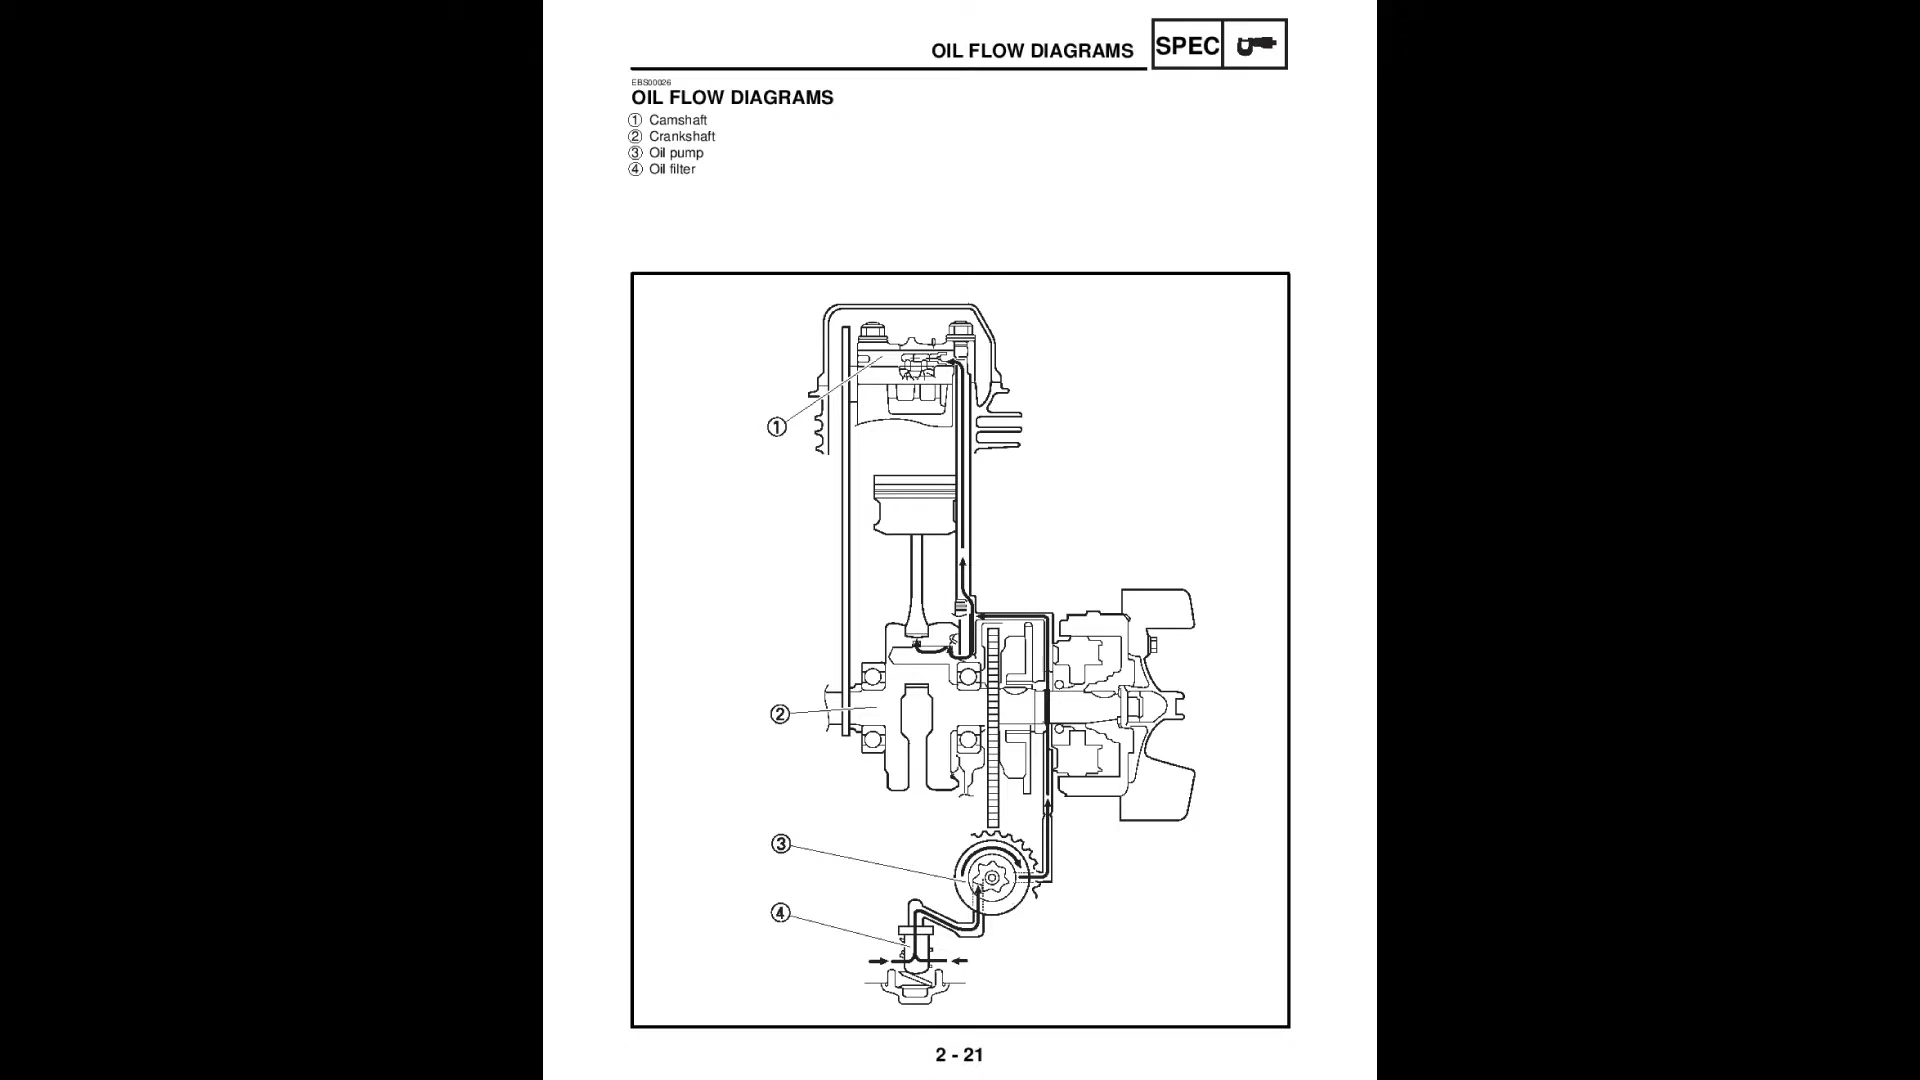 OIL FLOW DIAGRAMS SPEC
EBS00026
OIL FLOW DIAGRAMS
① Camshaft
② Crankshaft
③ Oil pump
④ Oil filter
①
②
③
④
2 - 21